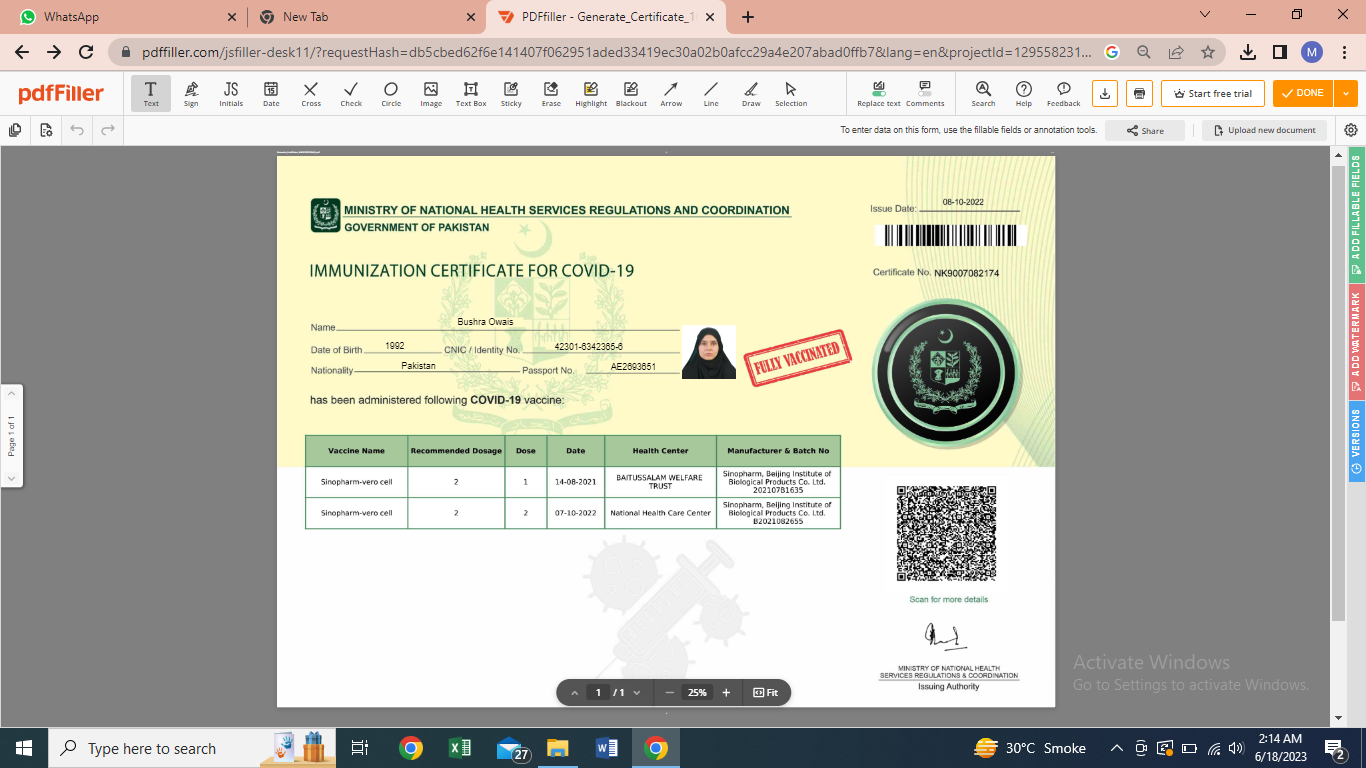 WhatsApp
New Tab
PDFfiller - Generate_Certificate_1
pdffiller.com/jsfiller-desk11/?requestHash=db5cbed62f6e141407f062951aded33419ec30a02b0afcc29a4e207abad0ffb7&lang=en&projectId=129558231...
M
pdfFiller
Text
Sign
Initials
Date
Cross
Check
Circle
Image
Text Box
Sticky
Erase
Highlight
Blackout
Arrow
Line
Draw
Selection
Replace text
Comments
Search
Help
Feedback
Start free trial
DONE
To enter data on this form, use the fillable fields or annotation tools.
Share
Upload new document
ADD FILLABLE FIELDS
ADD WATERMARK
VERSIONS
Page 1 of 1
MINISTRY OF NATIONAL HEALTH SERVICES REGULATIONS AND COORDINATION
GOVERNMENT OF PAKISTAN
Issue Date: 08-10-2022
IMMUNIZATION CERTIFICATE FOR COVID-19
Certificate No. NK9007082174
Name Bushra Owais
Date of Birth 1992 CNIC / Identity No. 42301-6342365-6
Nationality Pakistan Passport No. AE2693651
FULLY VACCINATED
has been administered following COVID-19 vaccine:
Vaccine Name Recommended Dosage Dose Date Health Center Manufacturer & Batch No
Sinopharm-vero cell 2 1 14-08-2021 BAITUSSALAM WELFARE TRUST Sinopharm, Beijing Institute of Biological Products Co. Ltd. 202107B1635
Sinopharm-vero cell 2 2 07-10-2022 National Health Care Center Sinopharm, Beijing Institute of Biological Products Co. Ltd. B2021082655
Scan for more details
MINISTRY OF NATIONAL HEALTH
SERVICES REGULATIONS & COORDINATION
Issuing Authority
1 / 1
25%
Fit
Activate Windows
Go to Settings to activate Windows.
Type here to search
27
30°C Smoke
2:14 AM
6/18/2023
2